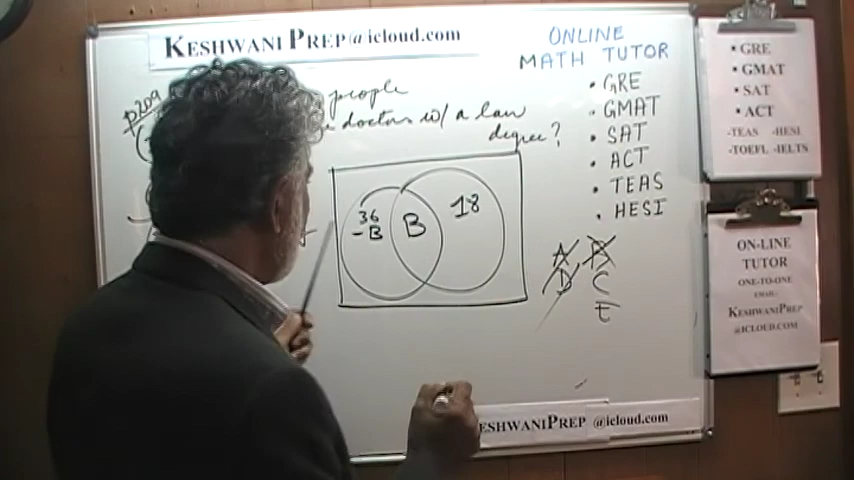 KESHWANI PREP@icloud.com
p209
people
doctors w/ a law
degree?
36
- B
B
18
A B
D C
E
ONLINE
MATH TUTOR
• GRE
• GMAT
• SAT
• ACT
• TEAS
• HESI
▪ GRE
▪ GMAT
▪ SAT
▪ ACT
-TEAS -HESI
-TOEFL -IELTS
ON-LINE
TUTOR
ONE-TO-ONE
EMAIL:
KESHWANIPREP
@ICLOUD.COM
ESHWANIPREP @icloud.com